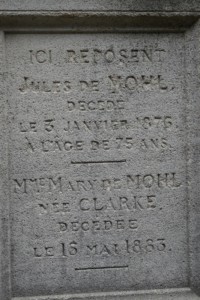 ICI REPOSENT
JULES DE MOHL,
DÉCÉDÉ
LE 3 JANVIER 1876,
À L'AGE DE 75 ANS.
MME MARY DE MOHL
NÉE CLARKE,
DÉCÉDÉE
LE 15 MAI 1883.